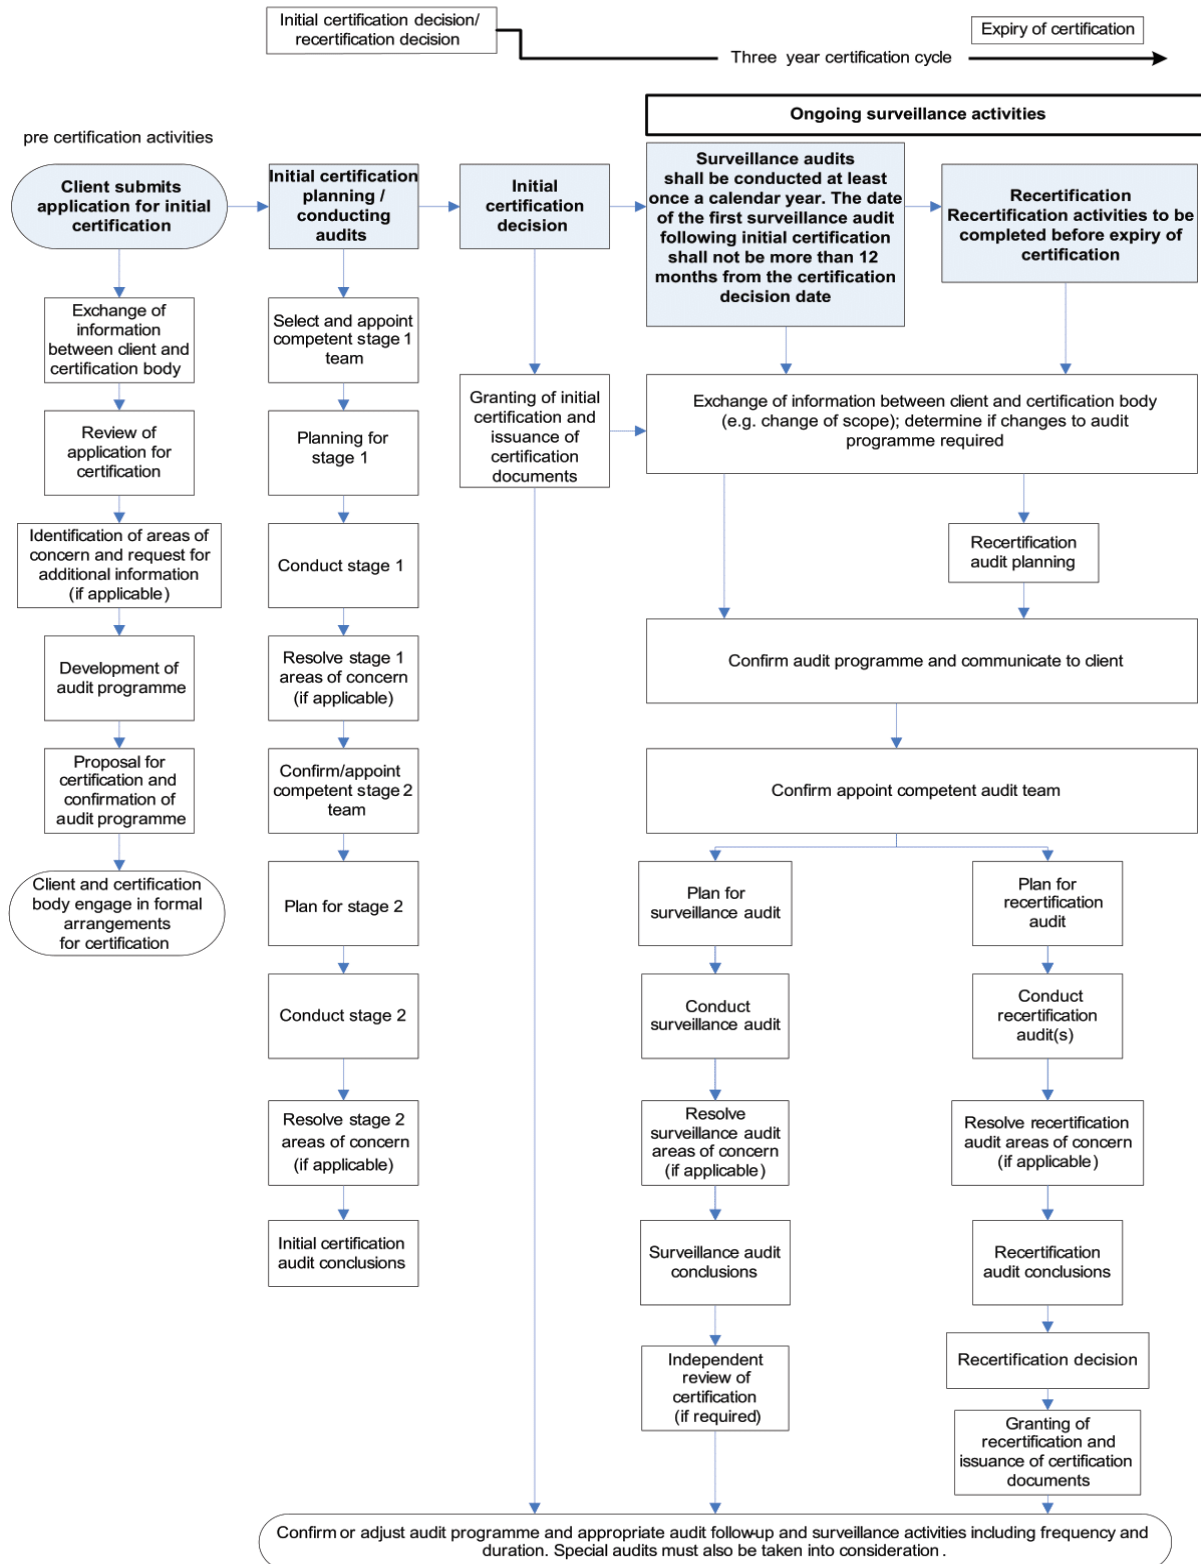 Initial certification decision/
recertification decision
Expiry of certification
Three year certification cycle
Ongoing surveillance activities
pre certification activities
Client submits
application for initial
certification
Initial certification
planning /
conducting
audits
Initial
certification
decision
Surveillance audits
shall be conducted at least
once a calendar year. The date
of the first surveillance audit
following initial certification
shall not be more than 12
months from the certification
decision date
Recertification
Recertification activities to be
completed before expiry of
certification
Exchange of
information
between client and
certification body
Review of
application for
certification
Identification of areas of
concern and request for
additional information
(if applicable)
Development of
audit programme
Proposal for
certification and
confirmation of
audit programme
Client and certification
body engage in formal
arrangements
for certification
Select and appoint
competent stage 1
team
Planning for
stage 1
Conduct stage 1
Resolve stage 1
areas of concern
(if applicable)
Confirm/appoint
competent stage 2
team
Plan for stage 2
Conduct stage 2
Resolve stage 2
areas of concern
(if applicable)
Initial certification
audit conclusions
Granting of initial
certification and
issuance of
certification
documents
Exchange of information between client and certification body
(e.g. change of scope); determine if changes to audit
programme required
Recertification
audit planning
Confirm audit programme and communicate to client
Confirm appoint competent audit team
Plan for
surveillance audit
Conduct
surveillance audit
Resolve
surveillance audit
areas of concern
(if applicable)
Surveillance audit
conclusions
Independent
review of
certification
(if required)
Plan for
recertification
audit
Conduct
recertification
audit(s)
Resolve recertification
audit areas of concern
(if applicable)
Recertification
audit conclusions
Recertification decision
Granting of
recertification and
issuance of certification
documents
Confirm or adjust audit programme and appropriate audit follow-up and surveillance activities including frequency and
duration. Special audits must also be taken into consideration .